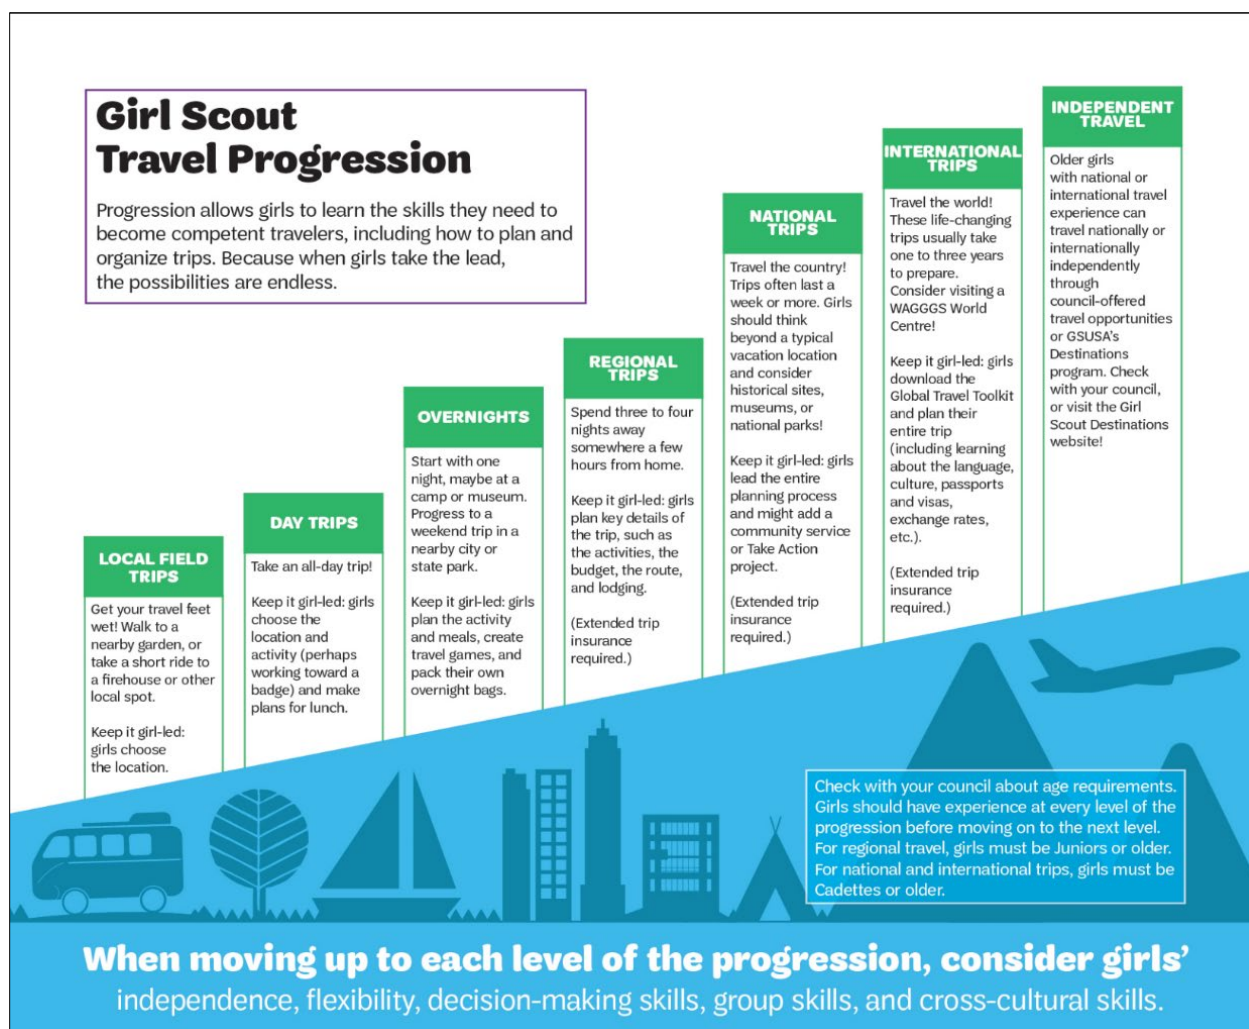 Girl Scout
Travel Progression
Progression allows girls to learn the skills they need to
become competent travelers, including how to plan and
organize trips. Because when girls take the lead,
the possibilities are endless.
LOCAL FIELD
TRIPS
Get your travel feet
wet! Walk to a
nearby garden, or
take a short ride to
a firehouse or other
local spot.
Keep it girl-led:
girls choose
the location.
DAY TRIPS
Take an all-day trip!
Keep it girl-led: girls
choose the
location and
activity (perhaps
working toward a
badge) and make
plans for lunch.
OVERNIGHTS
Start with one
night, maybe at a
camp or museum.
Progress to a
weekend trip in a
nearby city or
state park.
Keep it girl-led: girls
plan the activity
and meals, create
travel games, and
pack their own
overnight bags.
REGIONAL
TRIPS
Spend three to four
nights away
somewhere a few
hours from home.
Keep it girl-led: girls
plan key details of
the trip, such as
the activities, the
budget, the route,
and lodging.
(Extended trip
insurance
required.)
NATIONAL
TRIPS
Travel the country!
Trips often last a
week or more. Girls
should think
beyond a typical
vacation location
and consider
historical sites,
museums, or
national parks!
Keep it girl-led: girls
lead the entire
planning process
and might add a
community service
or Take Action
project.
(Extended trip
insurance
required.)
INTERNATIONAL
TRIPS
Travel the world!
These life-changing
trips usually take
one to three years
to prepare.
Consider visiting a
WAGGGS World
Centre!
Keep it girl-led: girls
download the
Global Travel Toolkit
and plan their
entire trip
(including learning
about the language,
culture, passports
and visas,
exchange rates,
etc.).
(Extended trip
insurance
required.)
INDEPENDENT
TRAVEL
Older girls
with national or
international travel
experience can
travel nationally or
internationally
independently
through
council-offered
travel opportunities
or GSUSA's
Destinations
program. Check
with your council,
or visit the Girl
Scout Destinations
website!
Check with your council about age requirements.
Girls should have experience at every level of the
progression before moving on to the next level.
For regional travel, girls must be Juniors or older.
For national and international trips, girls must be
Cadettes or older.
When moving up to each level of the progression, consider girls'
independence, flexibility, decision-making skills, group skills, and cross-cultural skills.